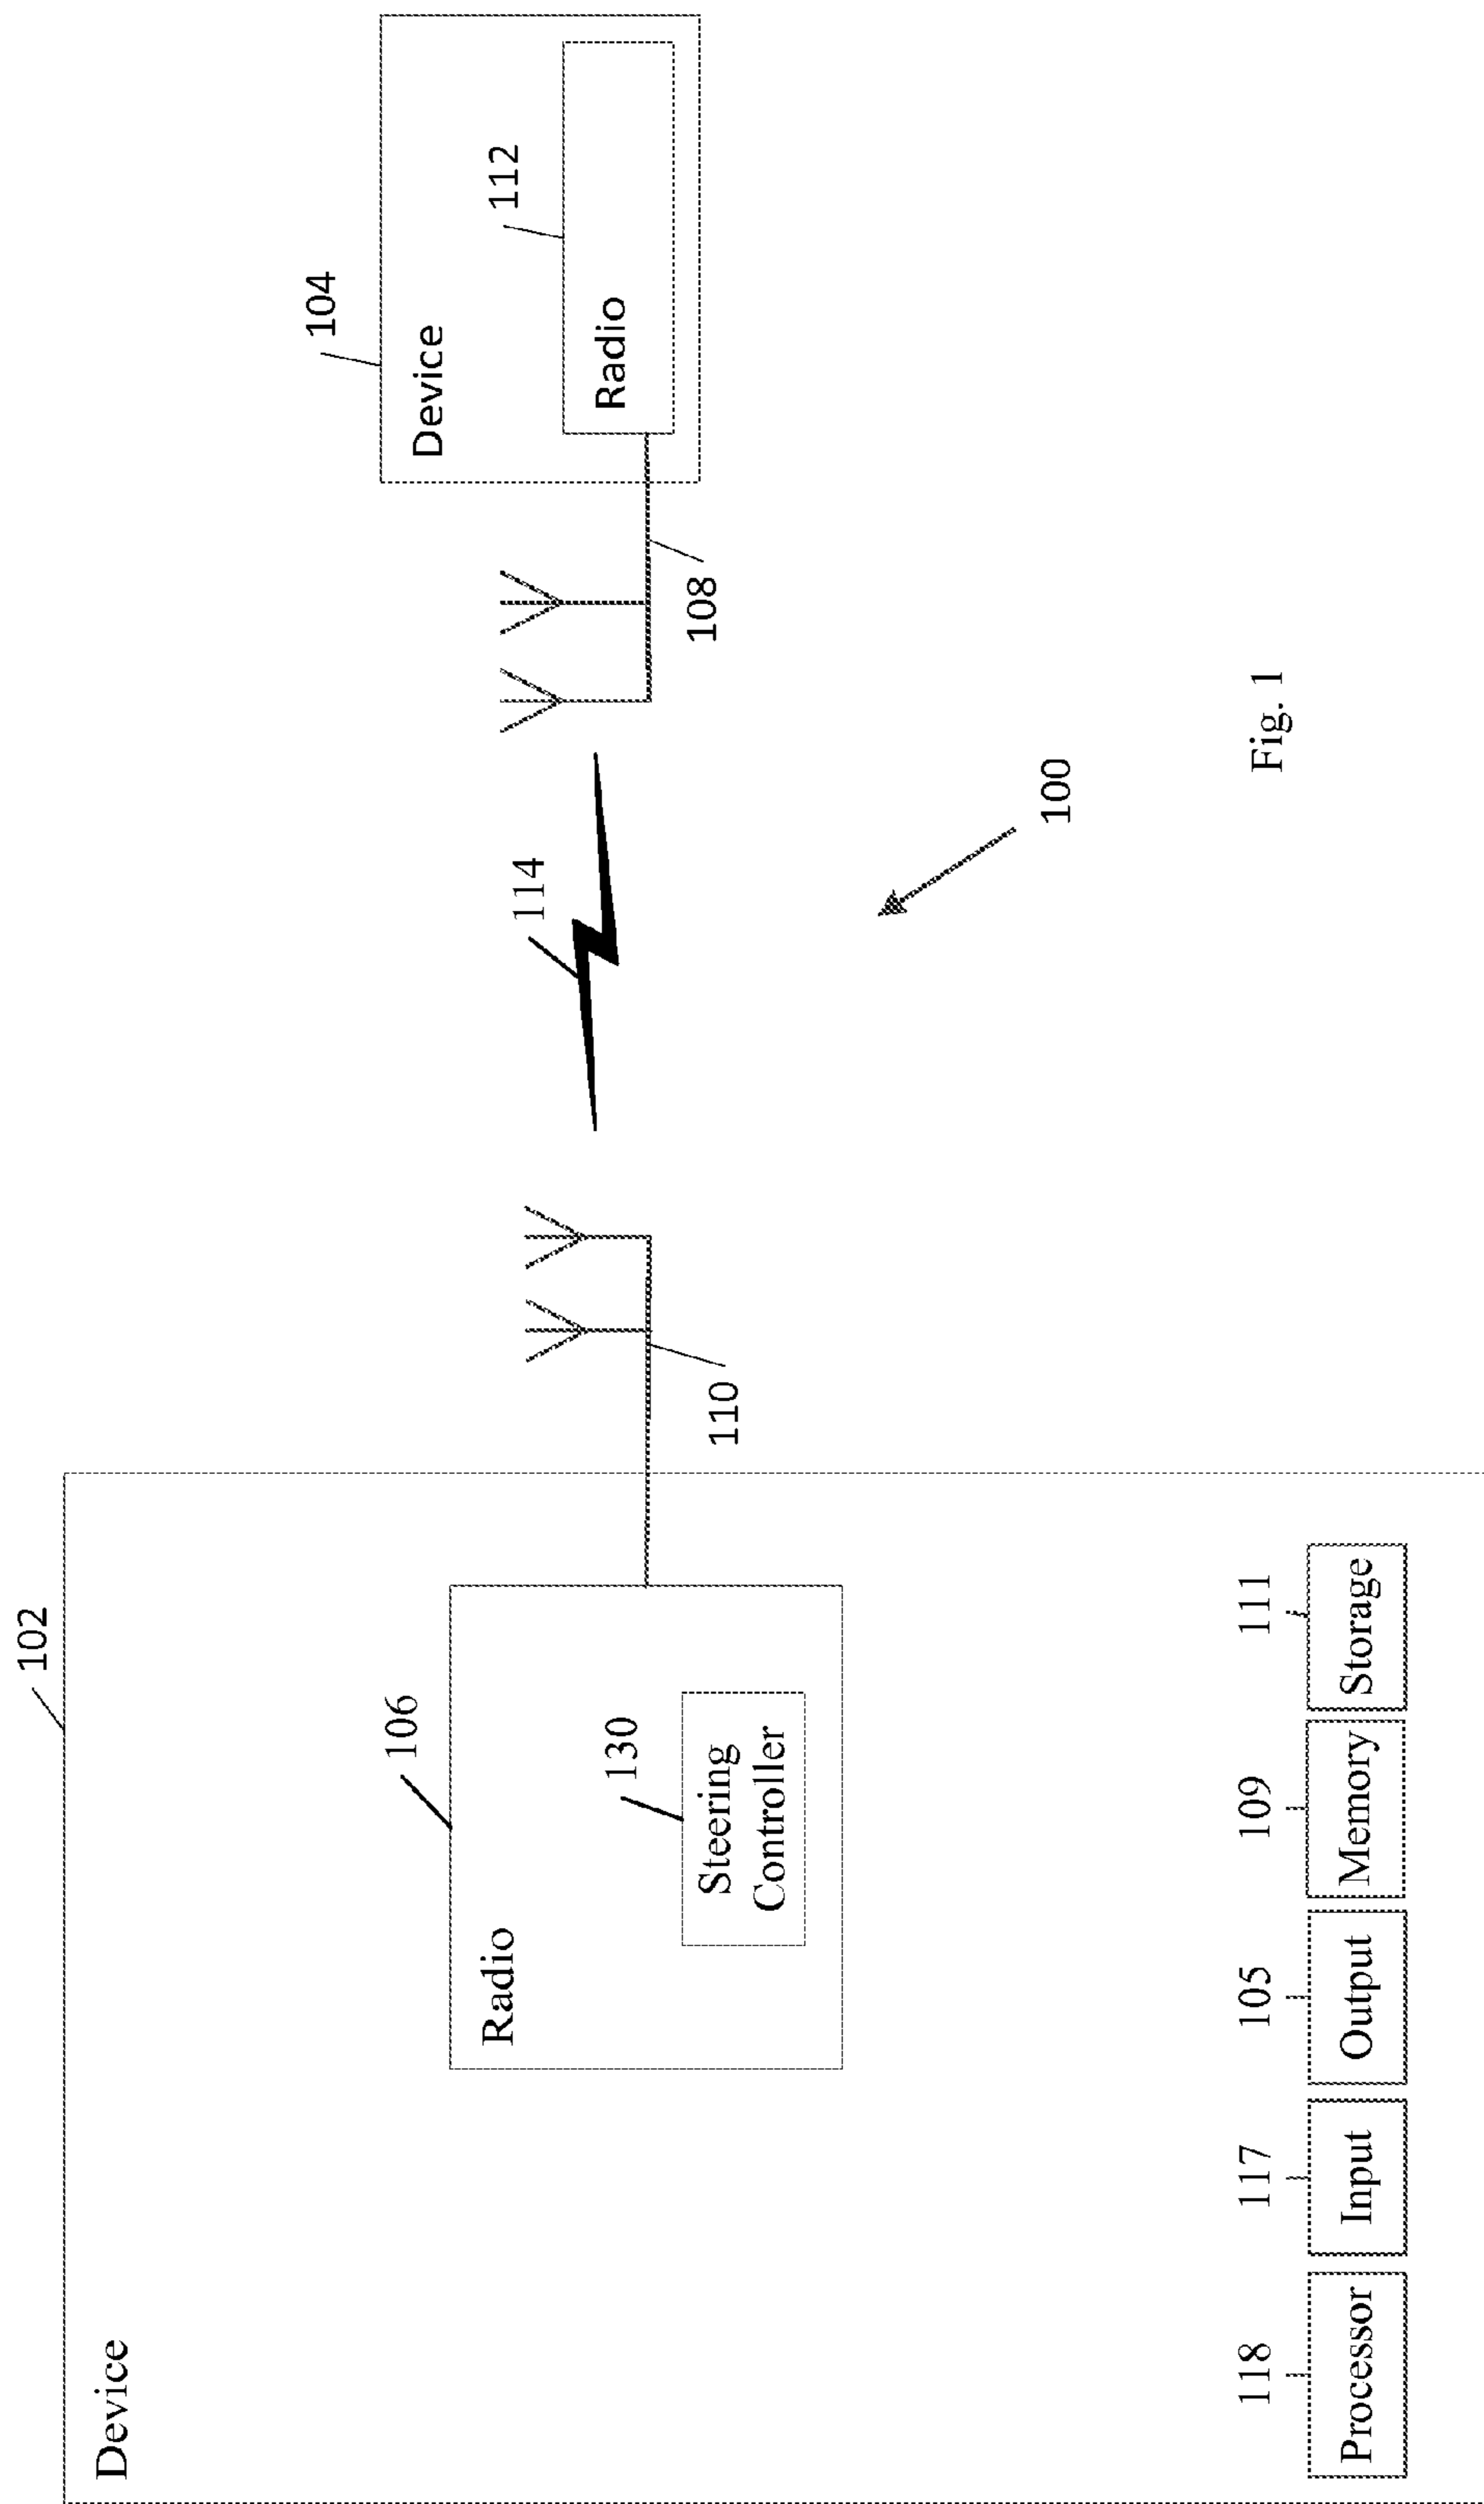 102
Device
106
Radio
130
Steering
Controller
118
117
105
109
111
Processor
Input
Output
Memory
Storage
110
114
108
104
Device
112
Radio
100
Fig. 1